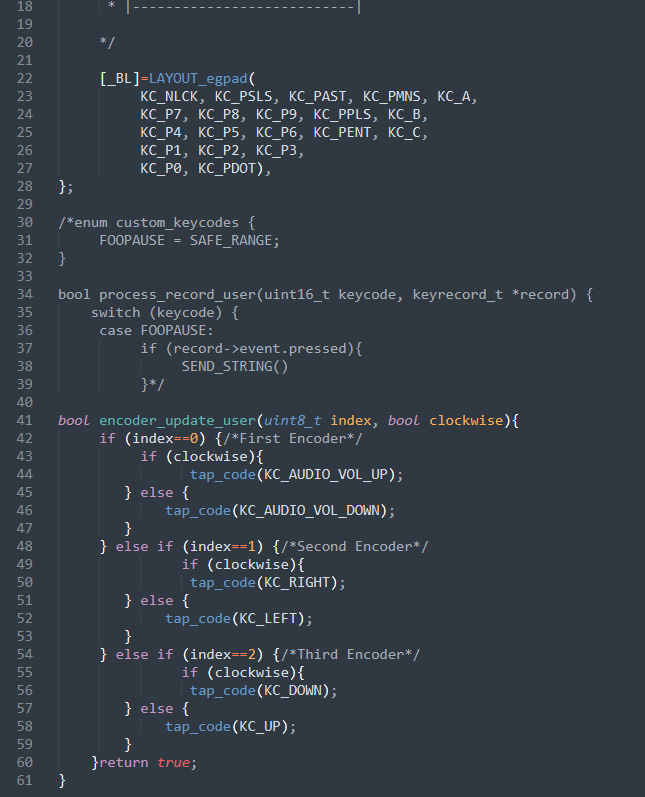 18 * |---------------------------|
19
20 */
21
22 [_BL]=LAYOUT_egpad(
23 KC_NLCK, KC_PSLS, KC_PAST, KC_PMNS, KC_A,
24 KC_P7, KC_P8, KC_P9, KC_PPLS, KC_B,
25 KC_P4, KC_P5, KC_P6, KC_PENT, KC_C,
26 KC_P1, KC_P2, KC_P3,
27 KC_P0, KC_PDOT),
28 };
29
30 /*enum custom_keycodes {
31 FOOPAUSE = SAFE_RANGE;
32 }
33
34 bool process_record_user(uint16_t keycode, keyrecord_t *record) {
35 switch (keycode) {
36 case FOOPAUSE:
37 if (record->event.pressed){
38 SEND_STRING()
39 }*/
40
41 bool encoder_update_user(uint8_t index, bool clockwise){
42 if (index==0) {/*First Encoder*/
43 if (clockwise){
44 tap_code(KC_AUDIO_VOL_UP);
45 } else {
46 tap_code(KC_AUDIO_VOL_DOWN);
47 }
48 } else if (index==1) {/*Second Encoder*/
49 if (clockwise){
50 tap_code(KC_RIGHT);
51 } else {
52 tap_code(KC_LEFT);
53 }
54 } else if (index==2) {/*Third Encoder*/
55 if (clockwise){
56 tap_code(KC_DOWN);
57 } else {
58 tap_code(KC_UP);
59 }
60 }return true;
61 }